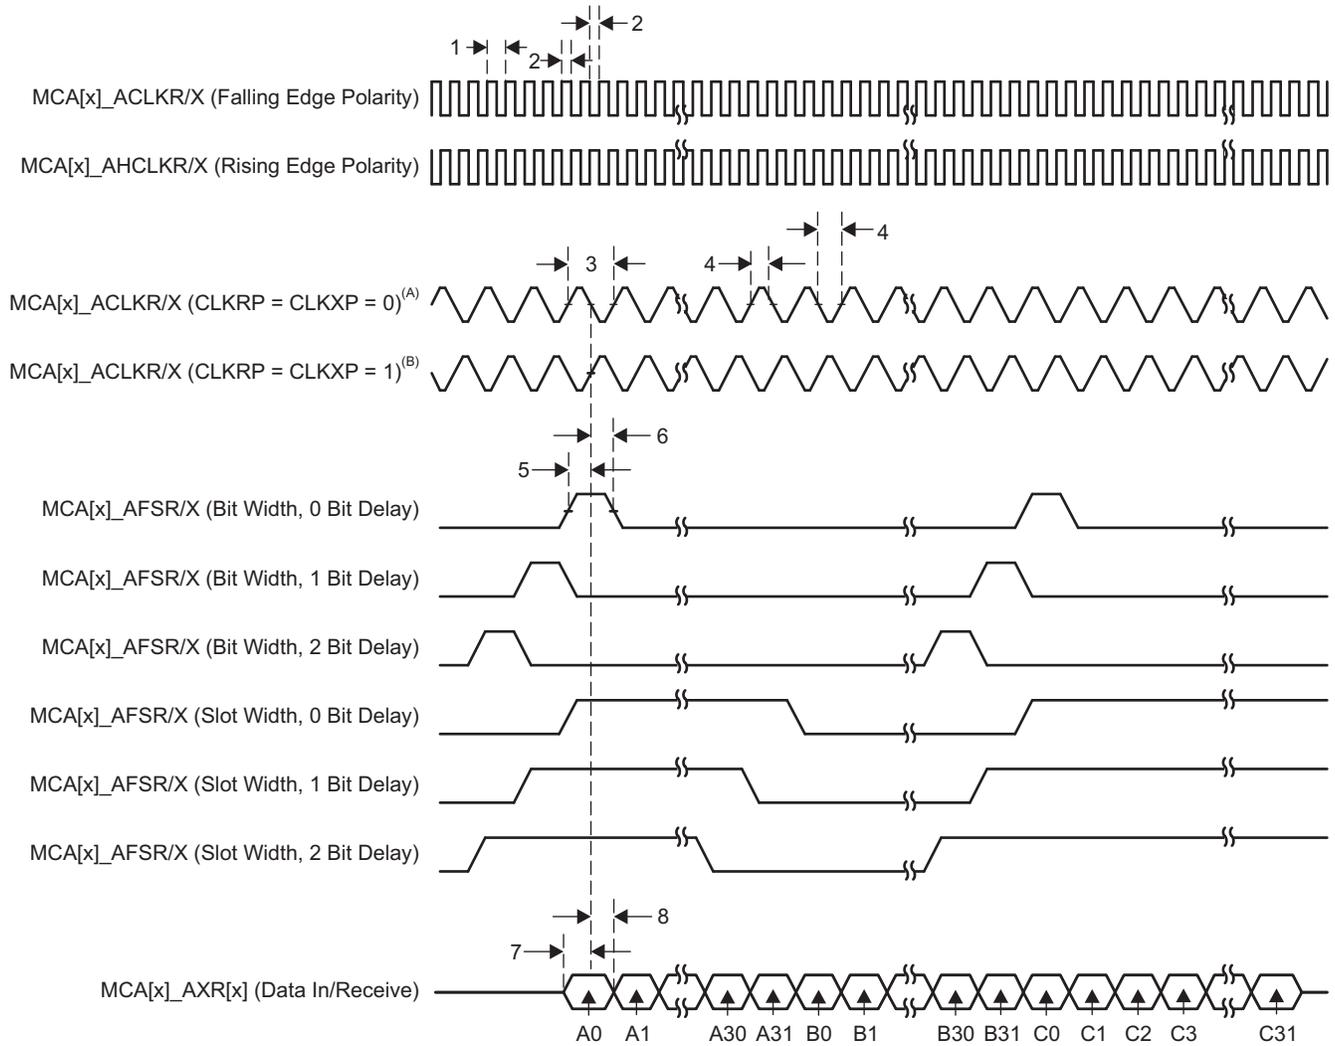 2
1
2
MCA[x]_ACLKR/X (Falling Edge Polarity)
MCA[x]_AHCLKR/X (Rising Edge Polarity)
4
3
4
MCA[x]_ACLKR/X (CLKRP = CLKXP = 0)(A)
MCA[x]_ACLKR/X (CLKRP = CLKXP = 1)(B)
6
5
MCA[x]_AFSR/X (Bit Width, 0 Bit Delay)
MCA[x]_AFSR/X (Bit Width, 1 Bit Delay)
MCA[x]_AFSR/X (Bit Width, 2 Bit Delay)
MCA[x]_AFSR/X (Slot Width, 0 Bit Delay)
MCA[x]_AFSR/X (Slot Width, 1 Bit Delay)
MCA[x]_AFSR/X (Slot Width, 2 Bit Delay)
8
7
MCA[x]_AXR[x] (Data In/Receive)
A0 A1 A30 A31 B0 B1 B30 B31 C0 C1 C2 C3 C31